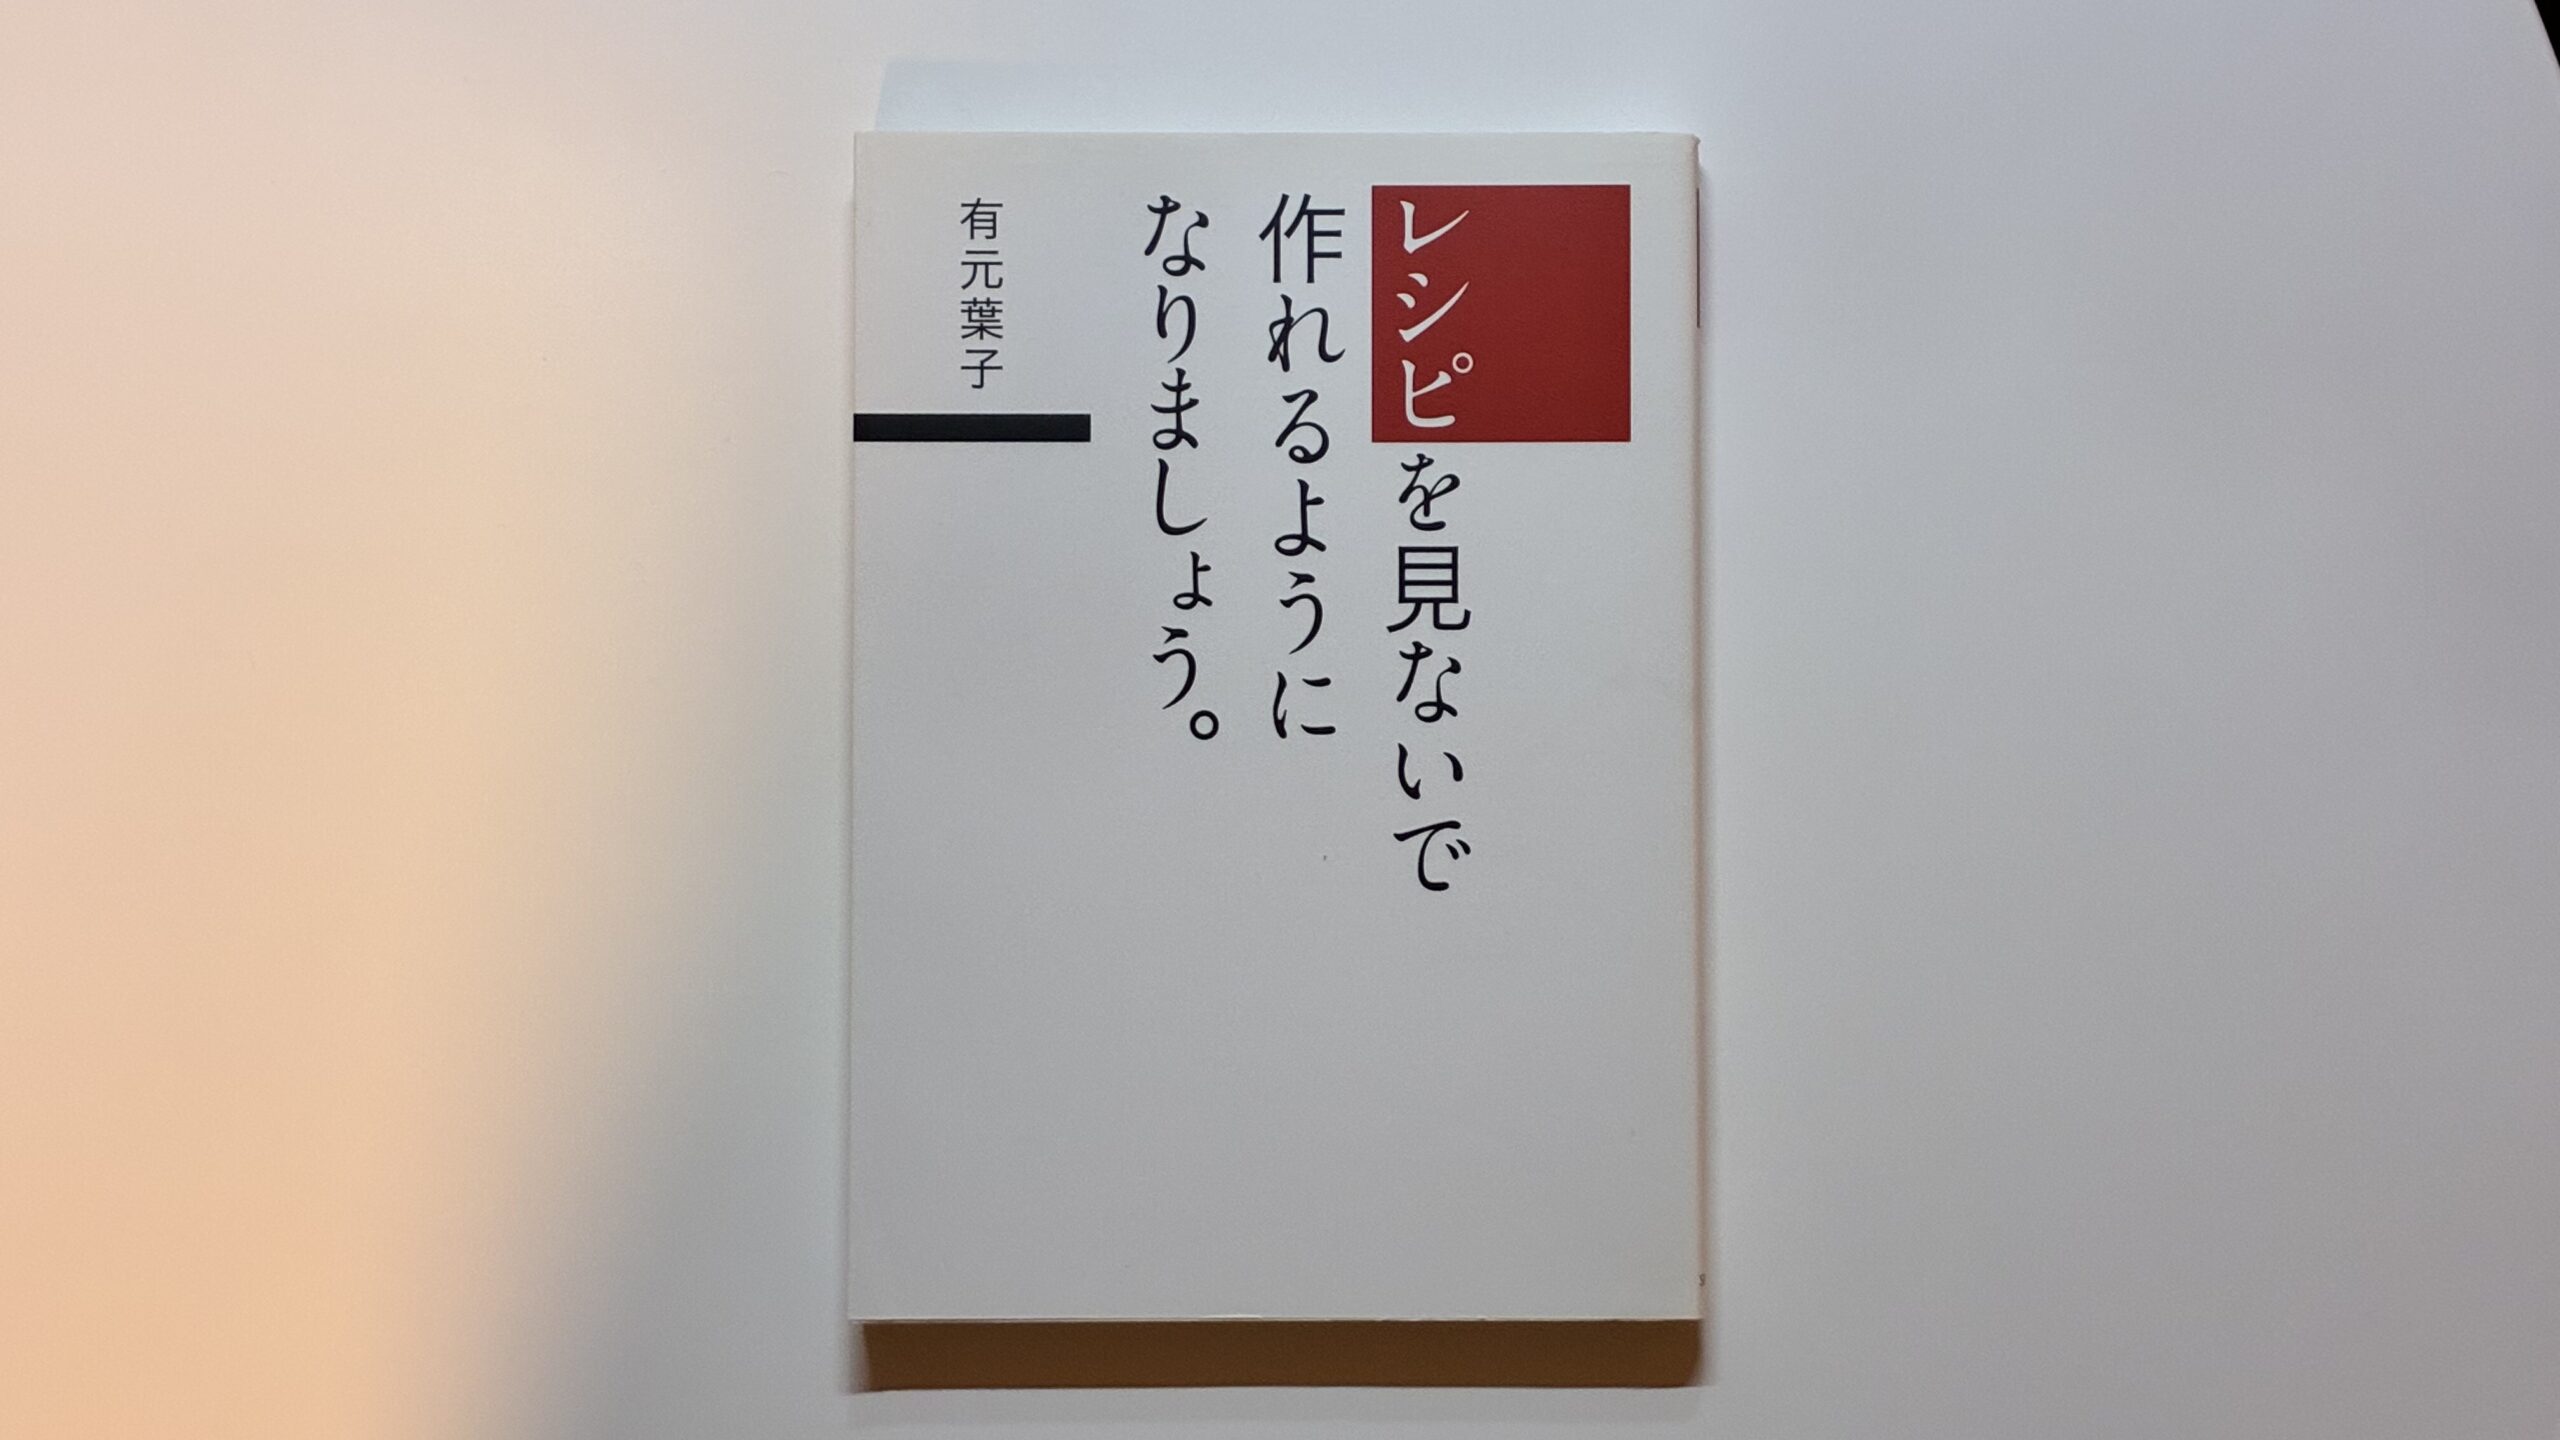 レシピを見ないで
作れるように
なりましょう。
有元葉子